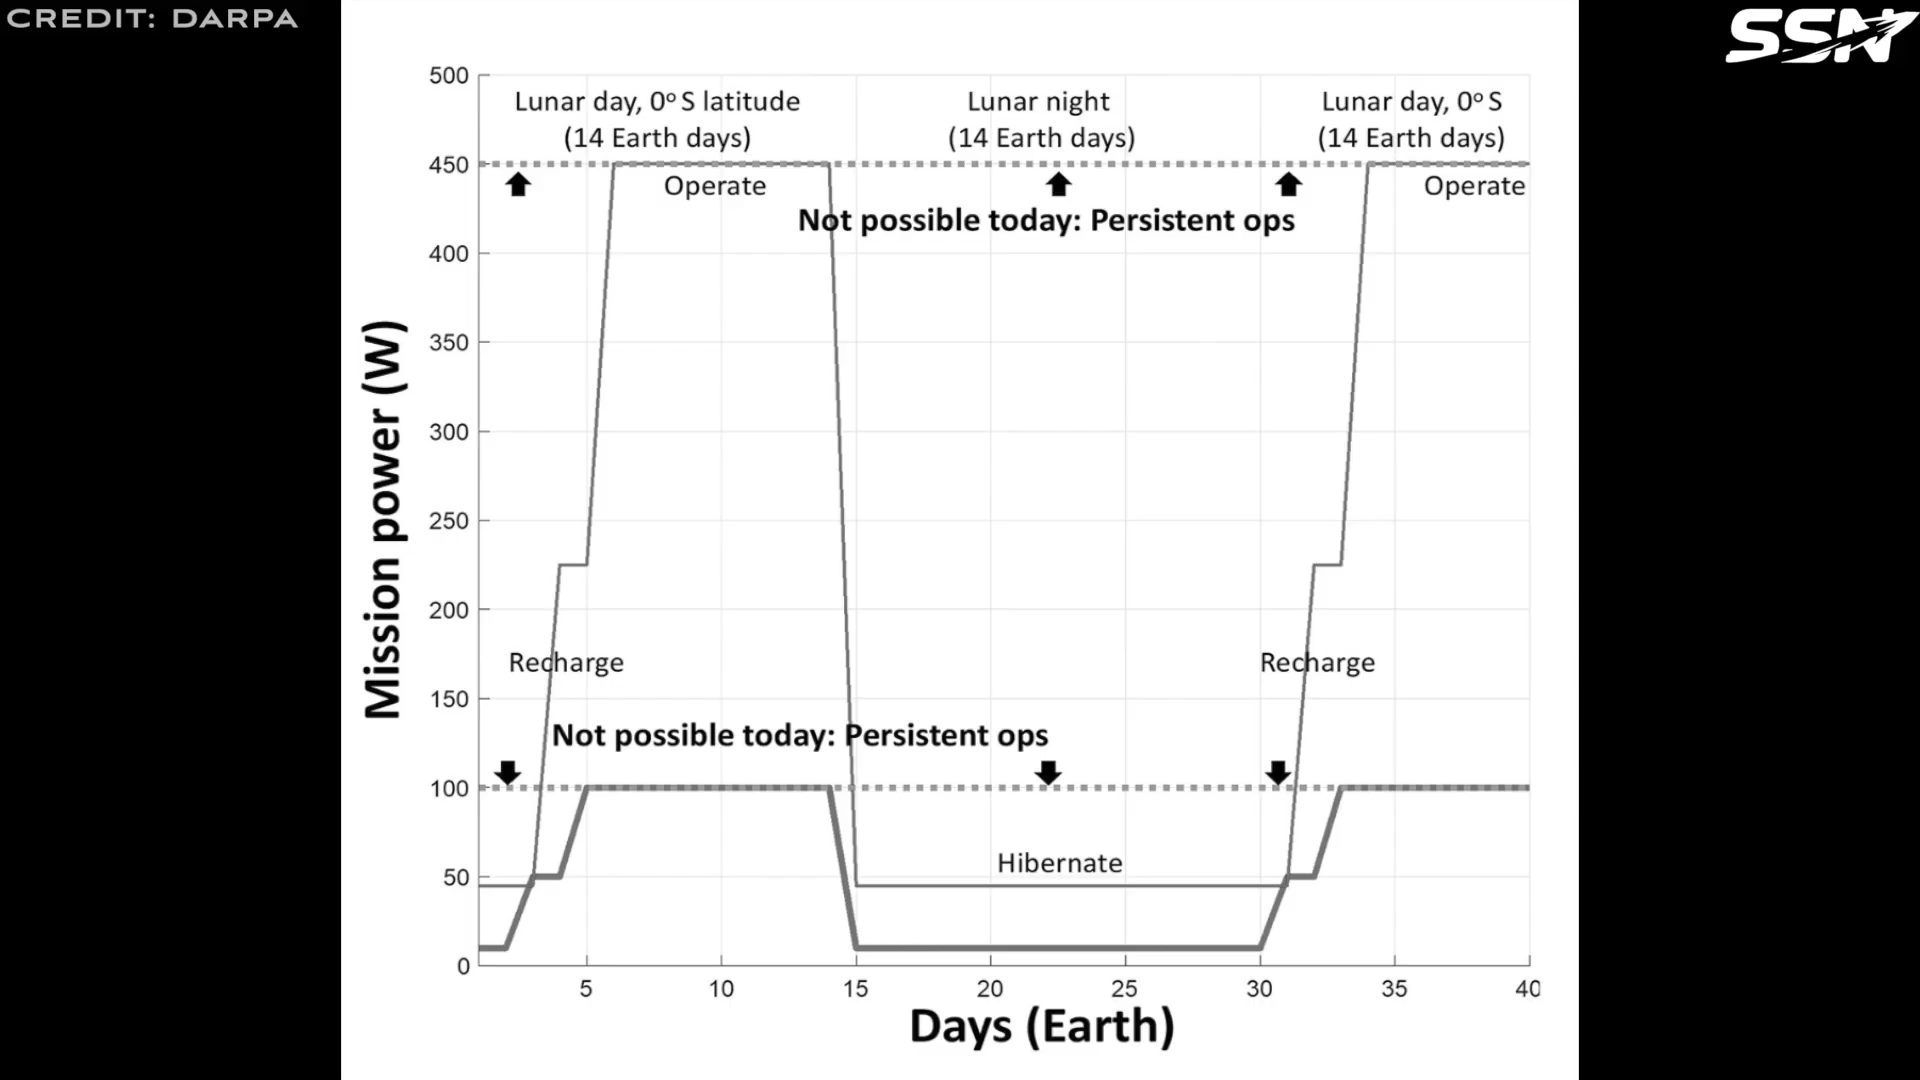 CREDIT: DARPA
SSN
500
450
400
350
300
250
200
150
100
50
0
Mission power (W)
Lunar day, 0º S latitude
(14 Earth days)
Lunar night
(14 Earth days)
Lunar day, 0º S
(14 Earth days)
Operate
Operate
Not possible today: Persistent ops
Recharge
Recharge
Not possible today: Persistent ops
Hibernate
5 10 15 20 25 30 35 40
Days (Earth)